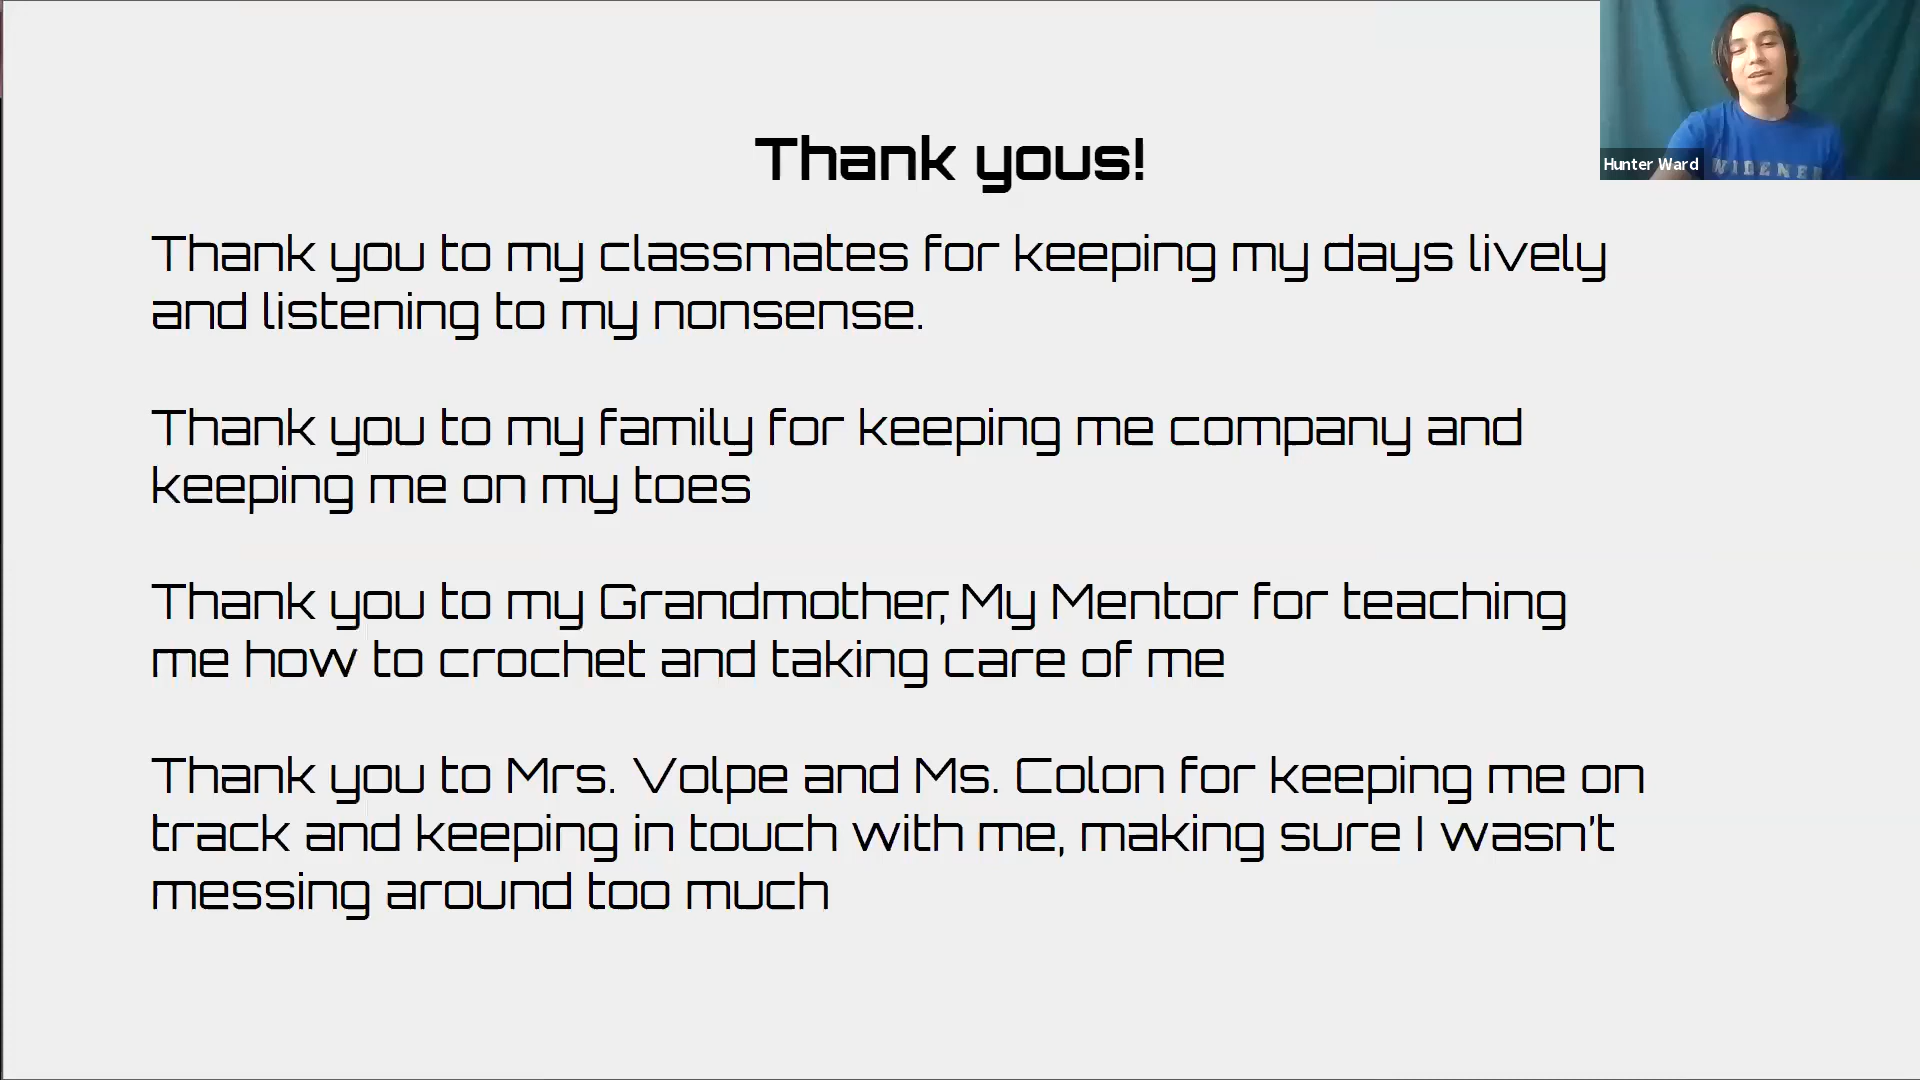 Thank yous!
Thank you to my classmates for keeping my days lively
and listening to my nonsense.
Thank you to my family for keeping me company and
keeping me on my toes
Thank you to my Grandmother, My Mentor for teaching
me how to crochet and taking care of me
Thank you to Mrs. Volpe and Ms. Colon for keeping me on
track and keeping in touch with me, making sure I wasn't
messing around too much
Hunter Ward
WIDENER